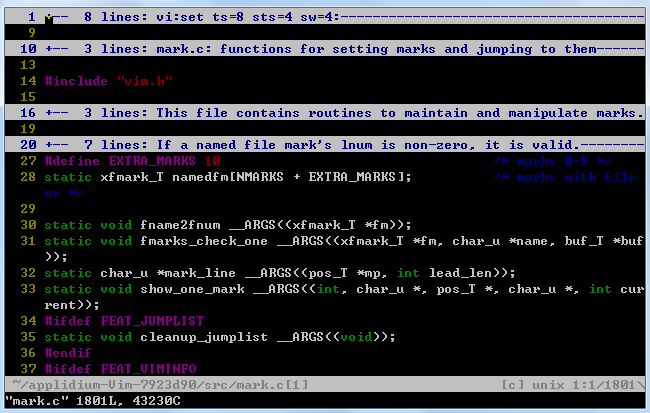 1 +--  8 lines: vi:set ts=8 sts=4 sw=4:----------------------------------------
9
10 +--  3 lines: mark.c: functions for setting marks and jumping to them------
13
14 #include "vim.h"
15
16 +--  3 lines: This file contains routines to maintain and manipulate marks.
19
20 +--  7 lines: If a named file mark's lnum is non-zero, it is valid.--------
27 #define EXTRA_MARKS 10 /* marks 0-9 */
28 static xfmark_T namedfm[NMARKS + EXTRA_MARKS]; /* marks with file
nr */
29
30 static void fname2fnum __ARGS((xfmark_T *fm));
31 static void fmarks_check_one __ARGS((xfmark_T *fm, char_u *name, buf_T *buf
));
32 static char_u *mark_line __ARGS((pos_T *mp, int lead_len));
33 static void show_one_mark __ARGS((int, char_u *, pos_T *, char_u *, int cur
rent));
34 #ifdef FEAT_JUMPLIST
35 static void cleanup_jumplist __ARGS((void));
36 #endif
37 #ifdef FEAT_VIMINFO
~/applidium-Vim-7923d90/src/mark.c[1] [c] unix 1:1/1801\
"mark.c" 1801L, 43230C